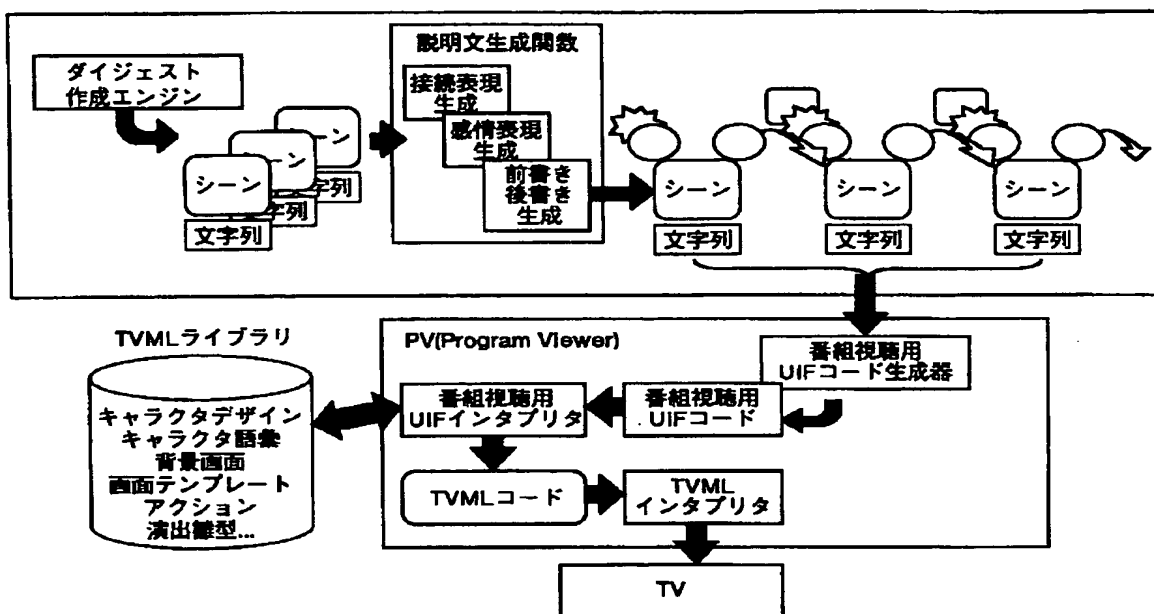 ダイジェスト
作成エンジン
シーン
シーン
シーン
文字列
文字列
文字列
説明文生成関数
接続表現
生成
感情表現
生成
前書き
後書き
生成
シーン
文字列
シーン
文字列
シーン
文字列
TVMLライブラリ
キャラクタデザイン
キャラクタ語彙
背景画面
画面テンプレート
アクション
演出雛型...
PV(Program Viewer)
番組視聴用
UIFコード生成器
番組視聴用
UIFコード
番組視聴用
UIFインタプリタ
TVMLコード
TVML
インタプリタ
TV